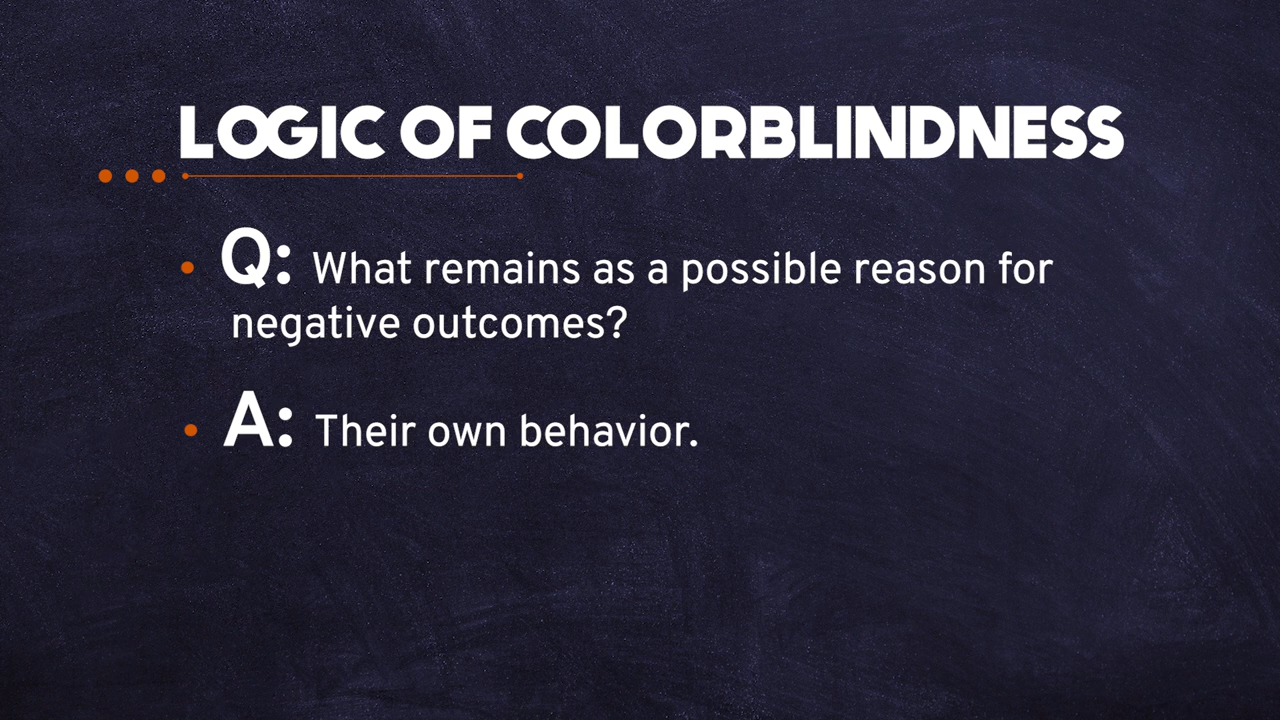 LOGIC OF COLORBLINDNESS
Q: What remains as a possible reason for
negative outcomes?
A: Their own behavior.